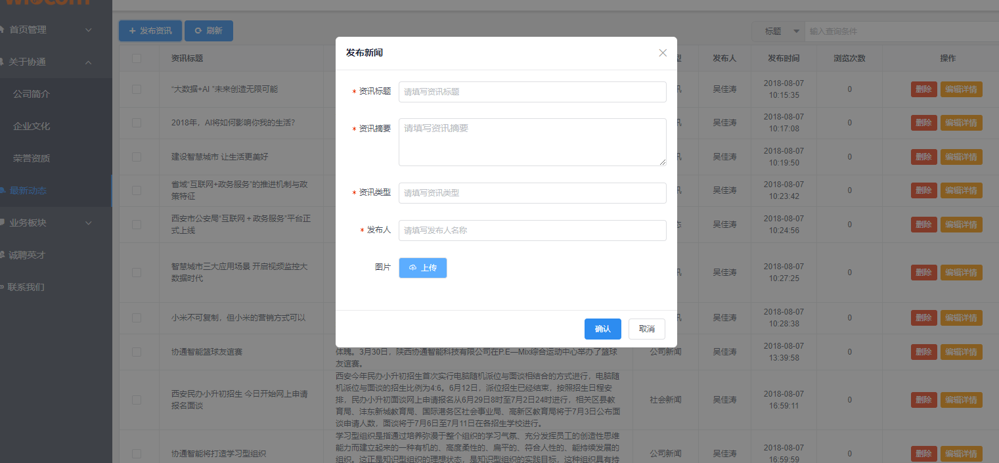 首页管理
关于协通
公司简介
企业文化
荣誉资质
最新动态
业务板块
诚聘英才
联系我们
发布资讯
刷新
标题
输入查询条件
资讯标题
发布人
发布时间
浏览次数
操作
发布新闻
资讯标题
请填写资讯标题
资讯摘要
请填写资讯摘要
资讯类型
请填写资讯类型
发布人
请填写发布人名称
图片
上传
确认
取消
“大数据+AI ”未来创造无限可能
吴佳涛
2018-08-07
10:15:35
0
删除
编辑详情
2018年，AI将如何影响你我的生活?
吴佳涛
2018-08-07
10:17:08
0
删除
编辑详情
建设智慧城市 让生活更美好
吴佳涛
2018-08-07
10:19:50
0
删除
编辑详情
省域“互联网+政务服务”的推进机制与政
策特征
吴佳涛
2018-08-07
10:23:42
0
删除
编辑详情
西安市公安局“互联网＋政务服务”平台正
式上线
吴佳涛
2018-08-07
10:24:56
0
删除
编辑详情
智慧城市三大应用场景 开启视频监控大
数据时代
吴佳涛
2018-08-07
10:27:25
0
删除
编辑详情
小米不可复制，但小米的营销方式可以
吴佳涛
2018-08-07
10:28:38
0
删除
编辑详情
协通智能篮球友谊赛
体魄。3月30日，陕西协通智能科技有限公司在P.E—Mix综合运动中心举办了篮球
友谊赛。
公司新闻
吴佳涛
2018-08-07
13:39:58
0
删除
编辑详情
西安民办小升初招生 今日开始网上申请
报名面谈
西安今年民办小升初招生首次实行电脑随机派位与面谈相结合的方式进行，电脑随
机派位与面谈的招生比例为4:6。6月12日，派位招生已经结束，按照招生日程安
排，民办小升初面谈网上申请报名从6月29日8时至7月2日24时进行，相关区县教
育局、沣东新城教育局、国际港务区社会事业局、高新区教育局将于7月3日公布面
谈申请人数，面谈将于7月6日至7月11日在各招生学校进行。
社会新闻
吴佳涛
2018-08-07
16:59:11
0
删除
编辑详情
协通智能将打造学习型组织
学习型组织是指通过培养弥漫于整个组织的学习气氛、充分发挥员工的创造性思维
能力而建立起来的一种有机的、高度柔性的、扁平的、符合人性的、能持续发展的
组织。这正是知识型组织的理想状态，是知识型组织的实践目标，这种组织具有持
公司新闻
吴佳涛
2018-08-07
16:59:59
0
删除
编辑详情